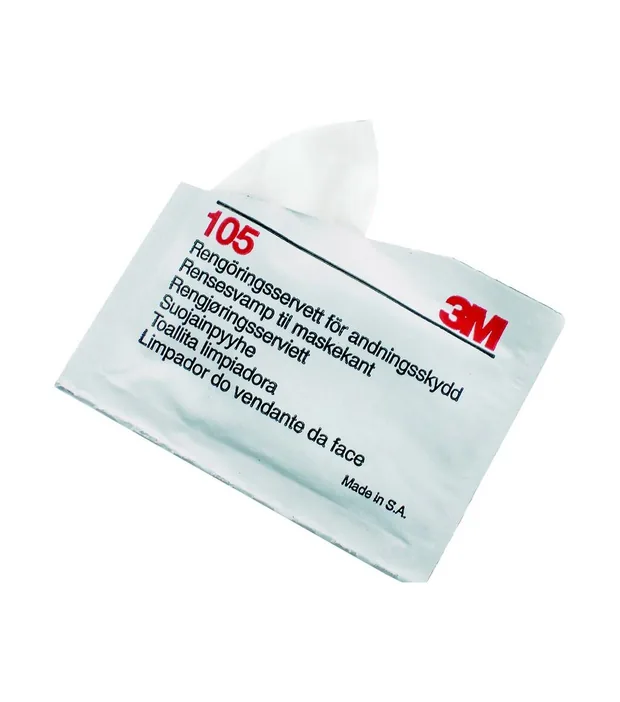 105
3M
Rengöringsservett för andningsskydd
Rensesvamp til maskekant
Rengjøringsserviett
Suojainpyyhe
Toallita limpiadora
Limpador do vendante da face
Made in S.A.